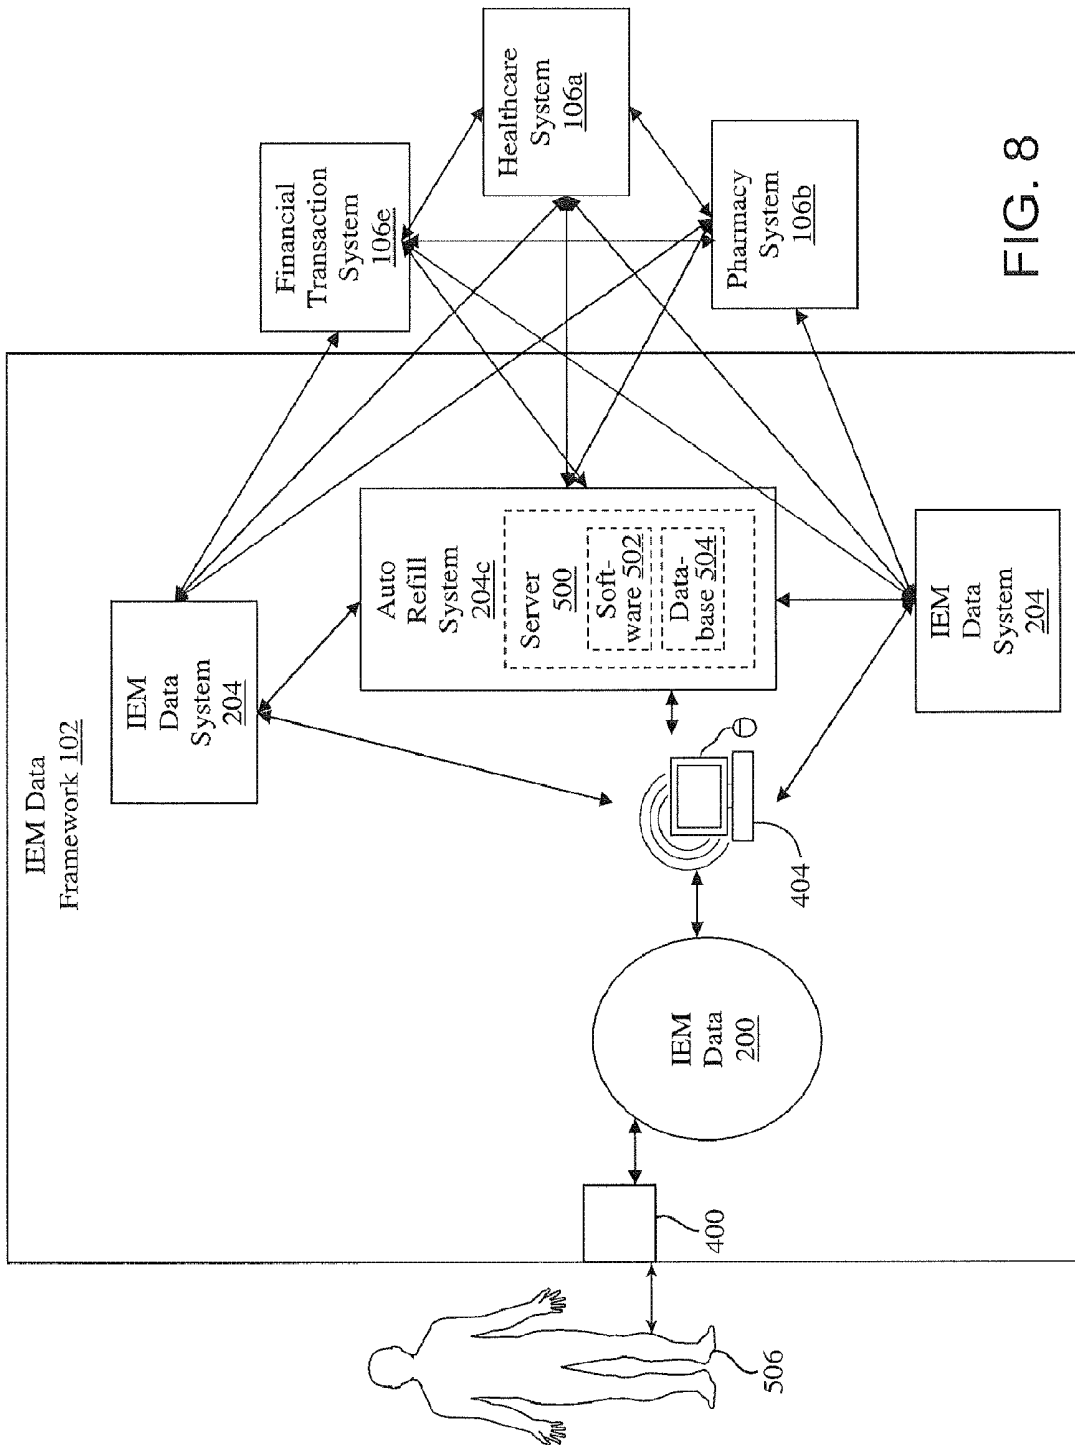 IEM Data
Framework 102
IEM
Data
System
204
Auto
Refill
System
204c
Server
500
Soft-
ware 502
Data-
base 504
IEM
Data
System
204
Financial
Transaction
System
106e
Healthcare
System
106a
Pharmacy
System
106b
IEM
Data
200
404
400
506
FIG. 8